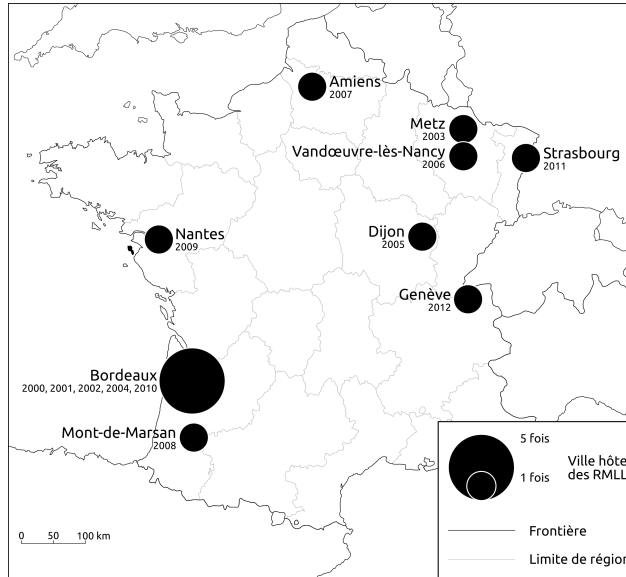 Amiens
2007
Metz
2003
Vandœuvre-lès-Nancy
2006
Strasbourg
2011
Nantes
2009
Dijon
2005
Genève
2012
Bordeaux
2000, 2001, 2002, 2004, 2010
Mont-de-Marsan
2008
5 fois
1 fois
Ville hôte
des RMLL
Frontière
Limite de région
0 50 100 km